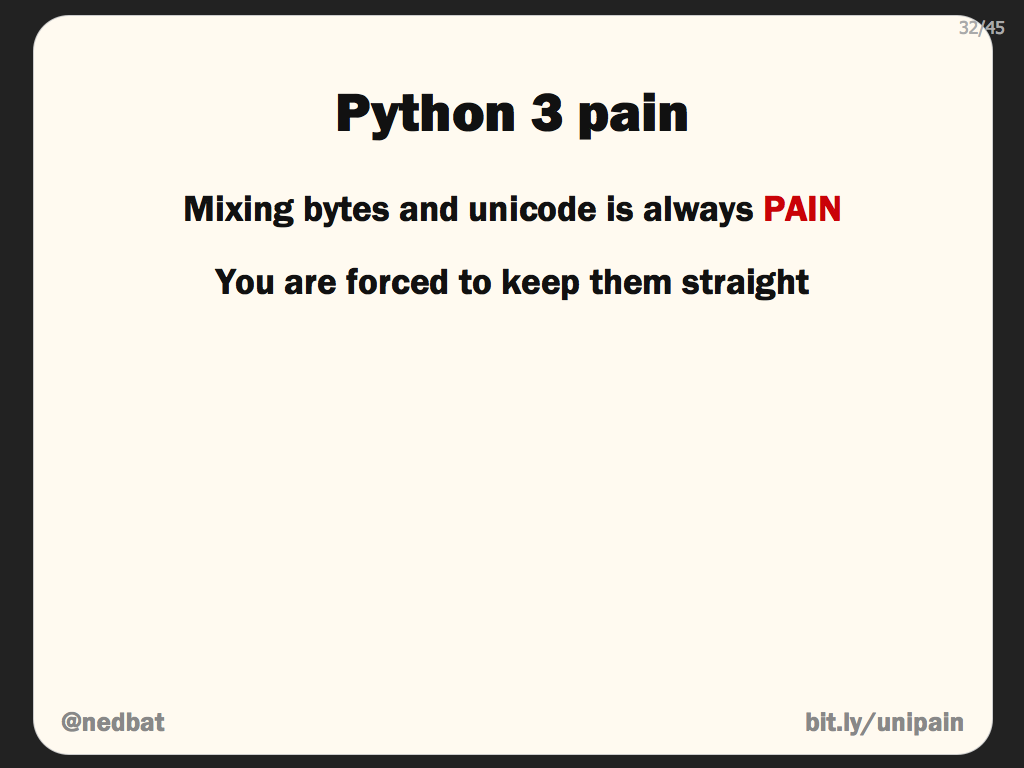 32/45
Python 3 pain
Mixing bytes and unicode is always PAIN
You are forced to keep them straight
@nedbat
bit.ly/unipain